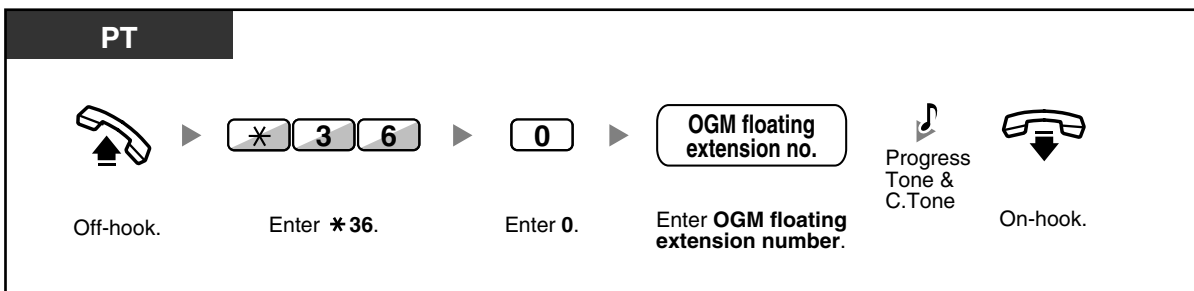 PT
* 3 6
0
OGM floating
extension no.
Progress
Tone &
C.Tone
Off-hook.
Enter *36.
Enter 0.
Enter OGM floating
extension number.
On-hook.